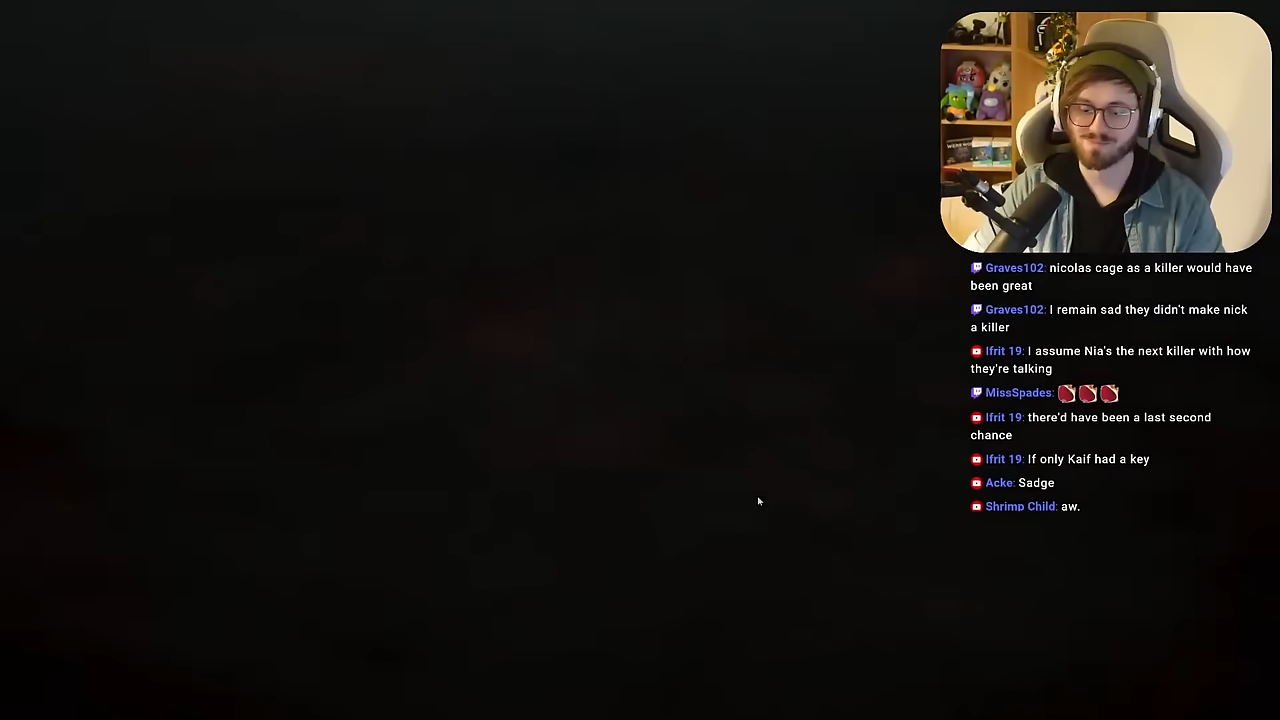 Graves102: nicolas cage as a killer would have
been great
Graves102: I remain sad they didn't make nick
a killer
Ifrit 19: I assume Nia's the next killer with how
they're talking
MissSpades:
Ifrit 19: there'd have been a last second
chance
Ifrit 19: If only Kaif had a key
Acke: Sadge
Shrimp Child: aw.